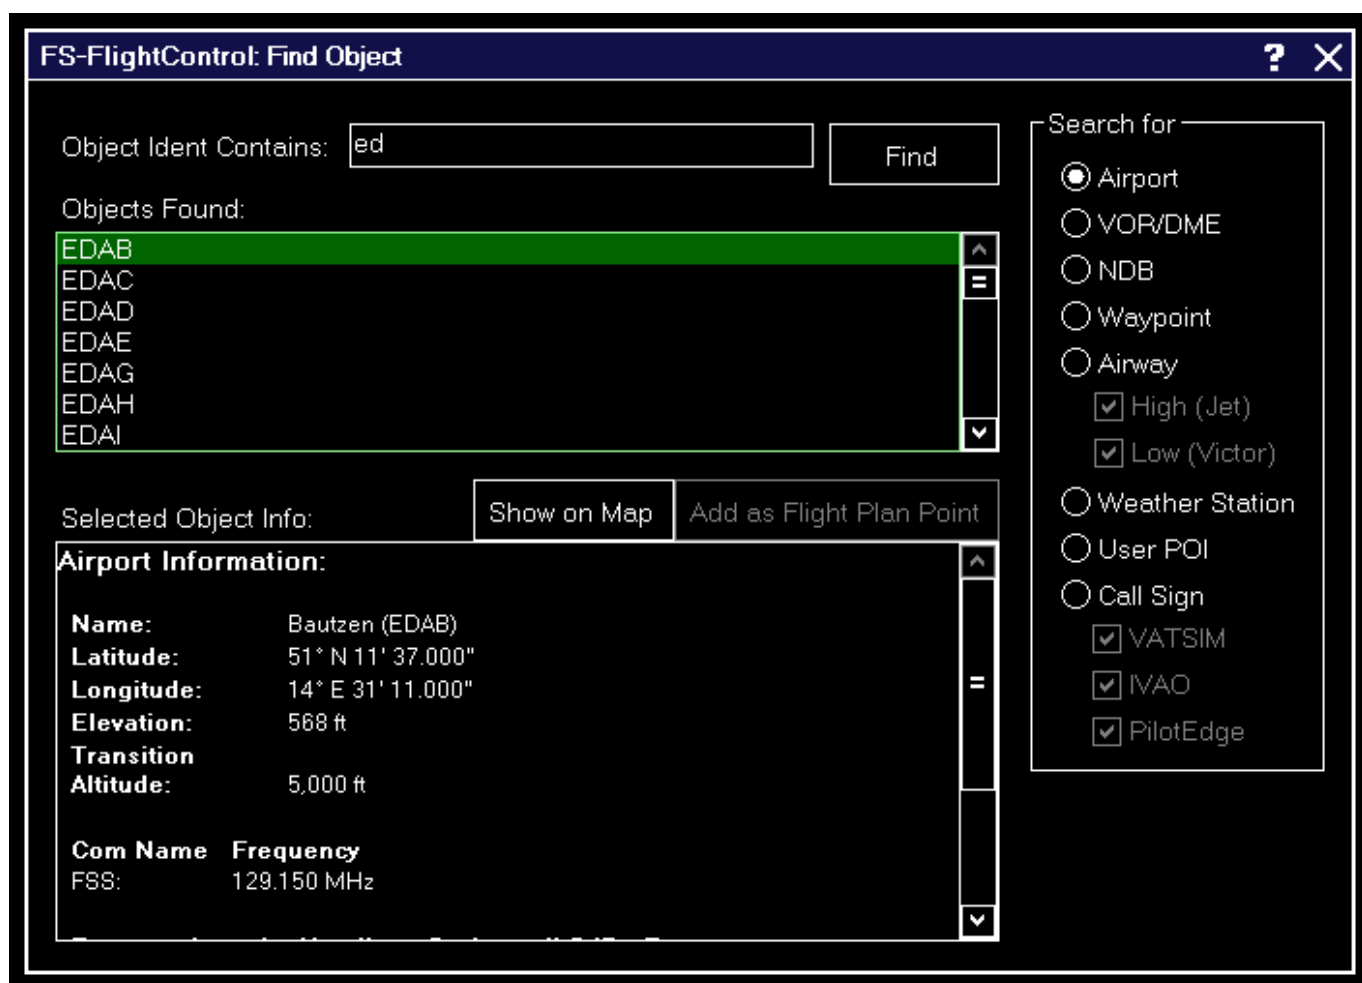 FS-FlightControl: Find Object
? X
Object Ident Contains: ed
Find
Objects Found:
EDAB
EDAC
EDAD
EDAE
EDAG
EDAH
EDAI
Selected Object Info:
Show on Map
Add as Flight Plan Point
Airport Information:
Name: Bautzen (EDAB)
Latitude: 51° N 11' 37.000"
Longitude: 14° E 31' 11.000"
Elevation: 568 ft
Transition
Altitude: 5,000 ft
Com Name Frequency
FSS: 129.150 MHz
Search for
Airport
VOR/DME
NDB
Waypoint
Airway
High (Jet)
Low (Victor)
Weather Station
User POI
Call Sign
VATSIM
IVAO
PilotEdge